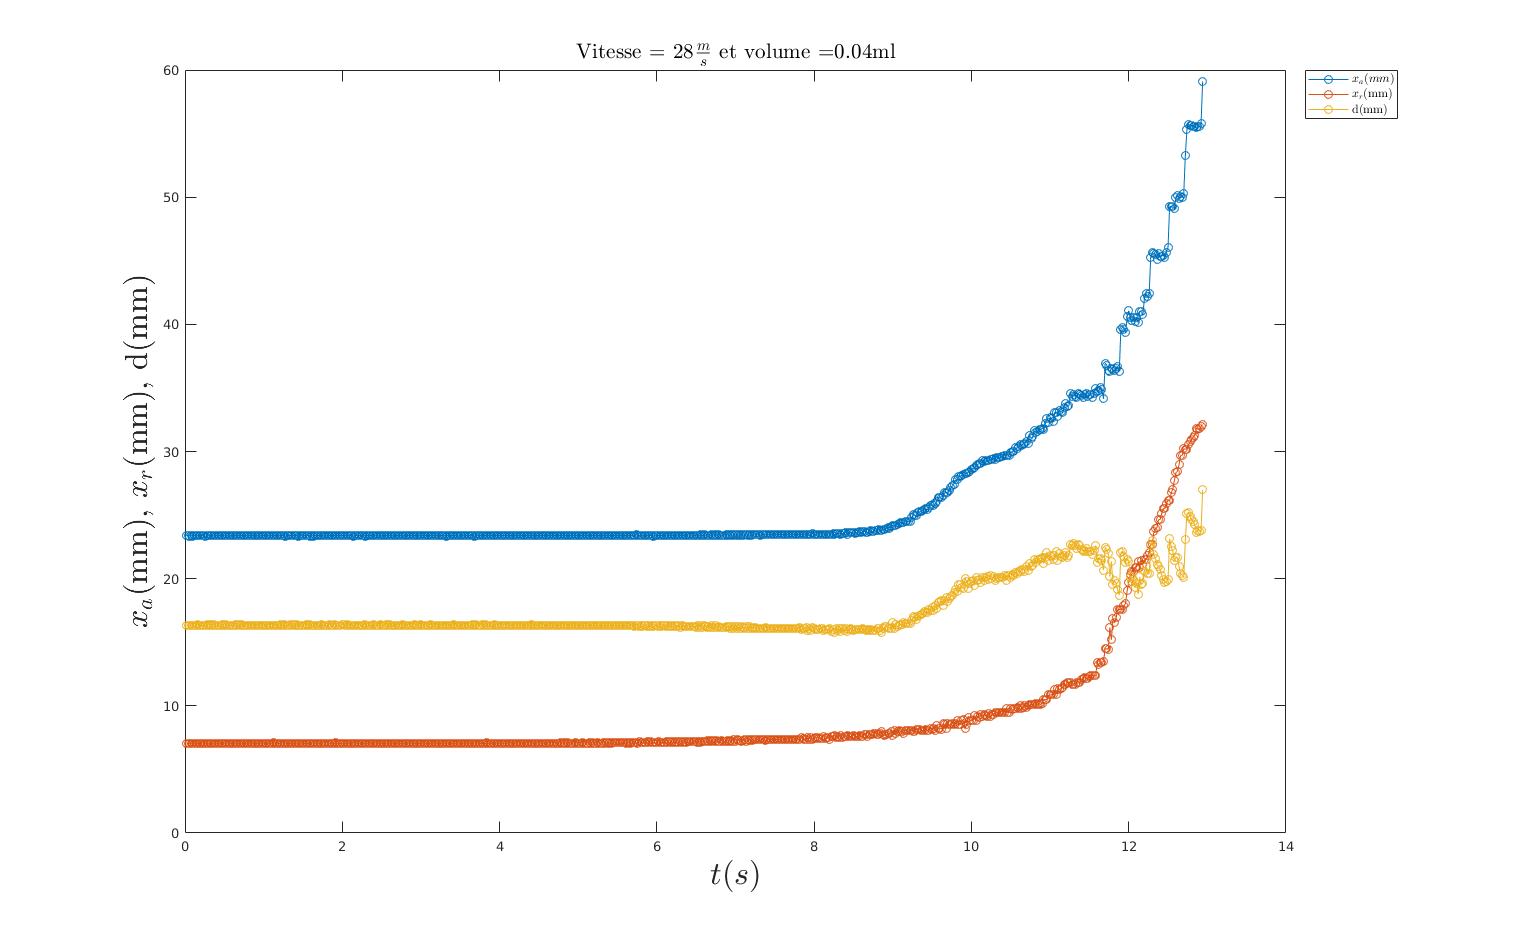 Vitesse = 28 m/s et volume =0.04ml
x_a(mm)
x_r(mm)
d(mm)
60
50
40
30
20
10
0
x_a(mm), x_r(mm), d(mm)
0 2 4 6 8 10 12 14
t(s)